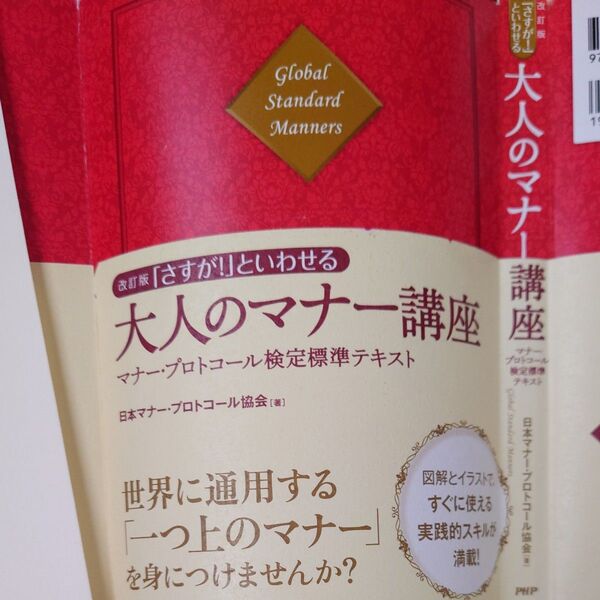 Global
Standard
Manners
改訂版「さすが!」といわせる
大人のマナー講座
マナー・プロトコール検定標準テキスト
日本マナー・プロトコール協会[著]
世界に通用する
「一つ上のマナー」
を身につけませんか?
図解とイラストで、
すぐに使える
実践的スキルが
満載!
改訂版
「さすが!」
といわせる
大人のマナー講座
マナー・
プロトコール
検定標準
テキスト
Global Standard Manners
日本マナー・プロトコール協会[著]
PHP
97
19